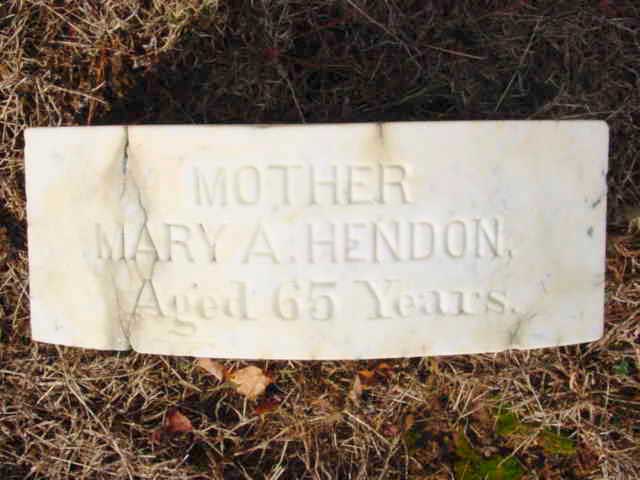 MOTHER
MARY A. HENDON.
Aged 65 Years.